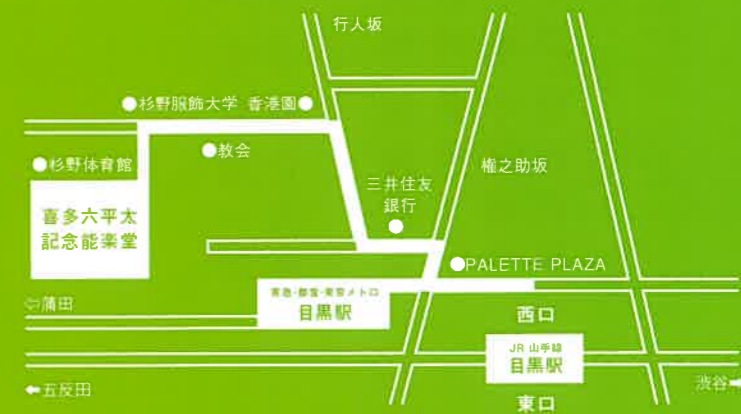 行人坂
●杉野服飾大学 香港園●
●教会
●杉野体育館
三井住友
銀行
●
権之助坂
喜多六平太
記念能楽堂
●PALETTE PLAZA
東急・都営・東京メトロ
目黒駅
⇦蒲田
西口
JR 山手線
目黒駅
←五反田
渋谷➡
東口